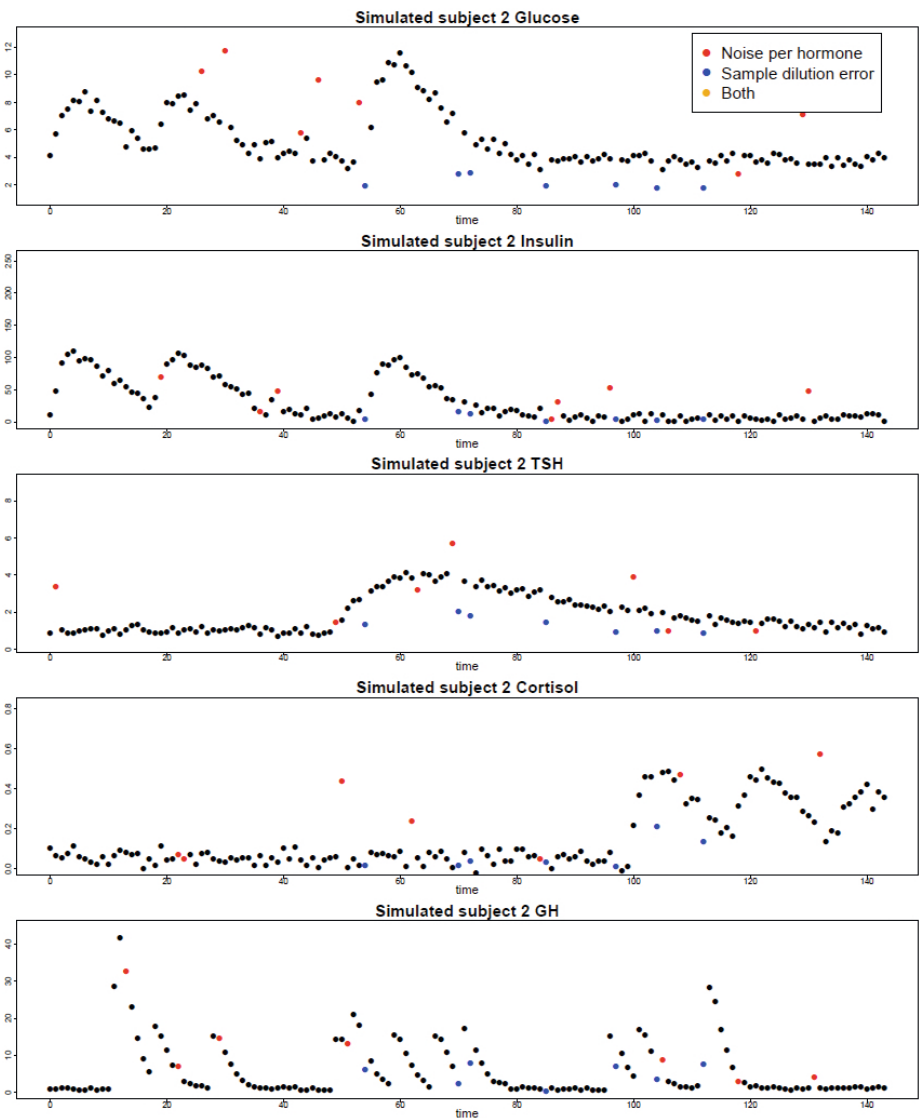 Simulated subject 2 Glucose
12
10
8
6
4
2
Noise per hormone
Sample dilution error
Both
0 20 40 60 80 100 120 140
time
Simulated subject 2 Insulin
250
200
150
100
50
0
0 20 40 60 80 100 120 140
time
Simulated subject 2 TSH
8
6
4
2
0
0 20 40 60 80 100 120 140
time
Simulated subject 2 Cortisol
0.8
0.6
0.4
0.2
0.0
0 20 40 60 80 100 120 140
time
Simulated subject 2 GH
40
30
20
10
0
0 20 40 60 80 100 120 140
time